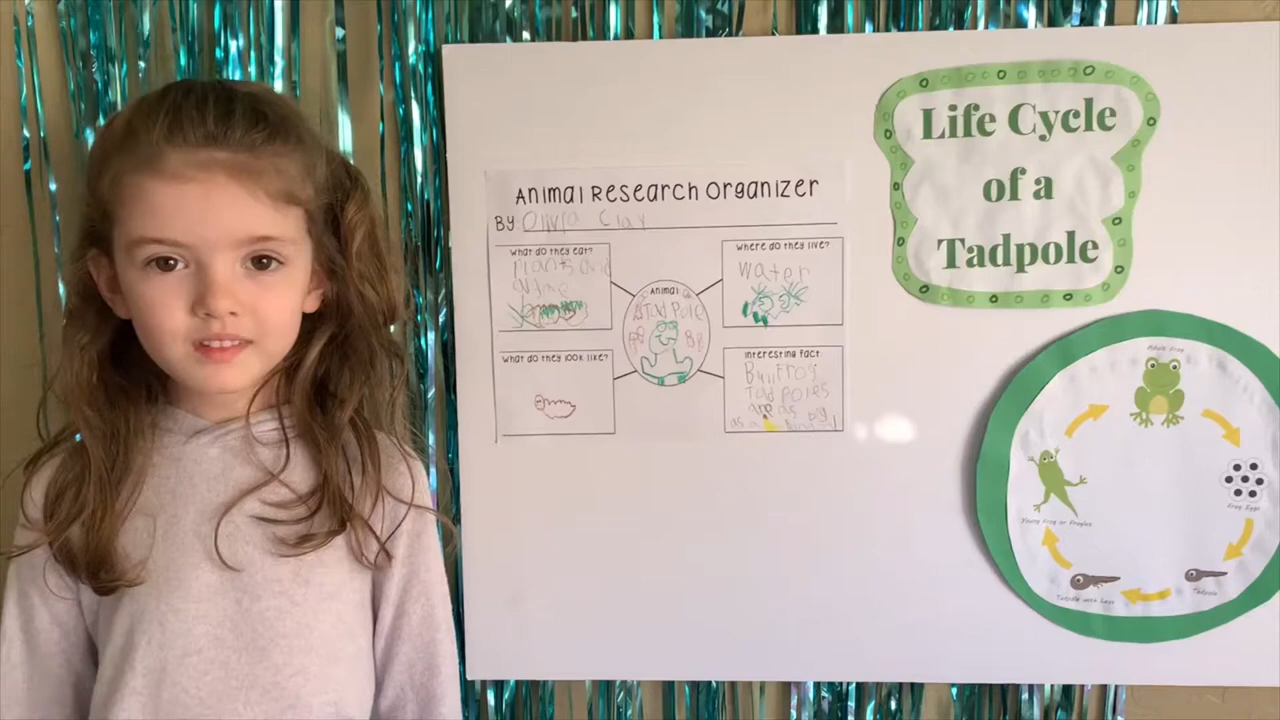 Animal Research Organizer
By: Olivia Clay
what do they eat?
Plants and
where do they live?
water
Animal:
Tad Pole
what do they look like?
interesting fact:
Bullfrog
Tad Poles
are as big
as a
Life Cycle
of a
Tadpole
Adult Frog
Frog Eggs
Tadpole
Tadpole with Legs
Young Frog or Froglet